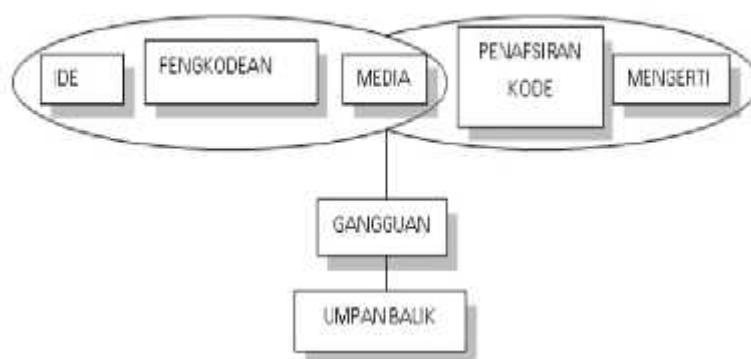 IDE
FENGKODEAN
MEDIA
PENAFSIRAN
KODE
MENGERTI
GANGGUAN
UMPAN BALIK